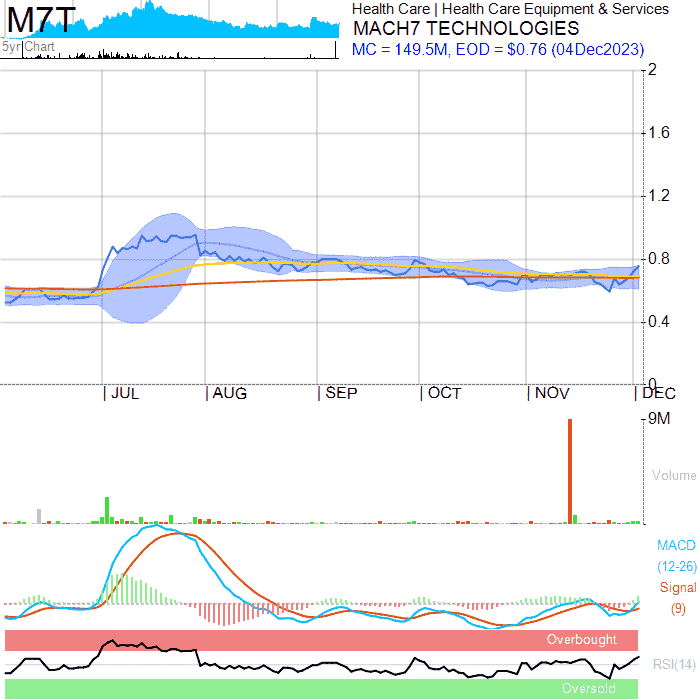 M7T
Health Care | Health Care Equipment & Services
MACH7 TECHNOLOGIES
5yr Chart
MC = 149.5M, EOD = $0.76 (04Dec2023)
2
1.6
1.2
0.8
0.4
0
JUL AUG SEP OCT NOV DEC
9M
Volume
MACD
(12-26)
Signal
(9)
Overbought
RSI(14)
Oversold